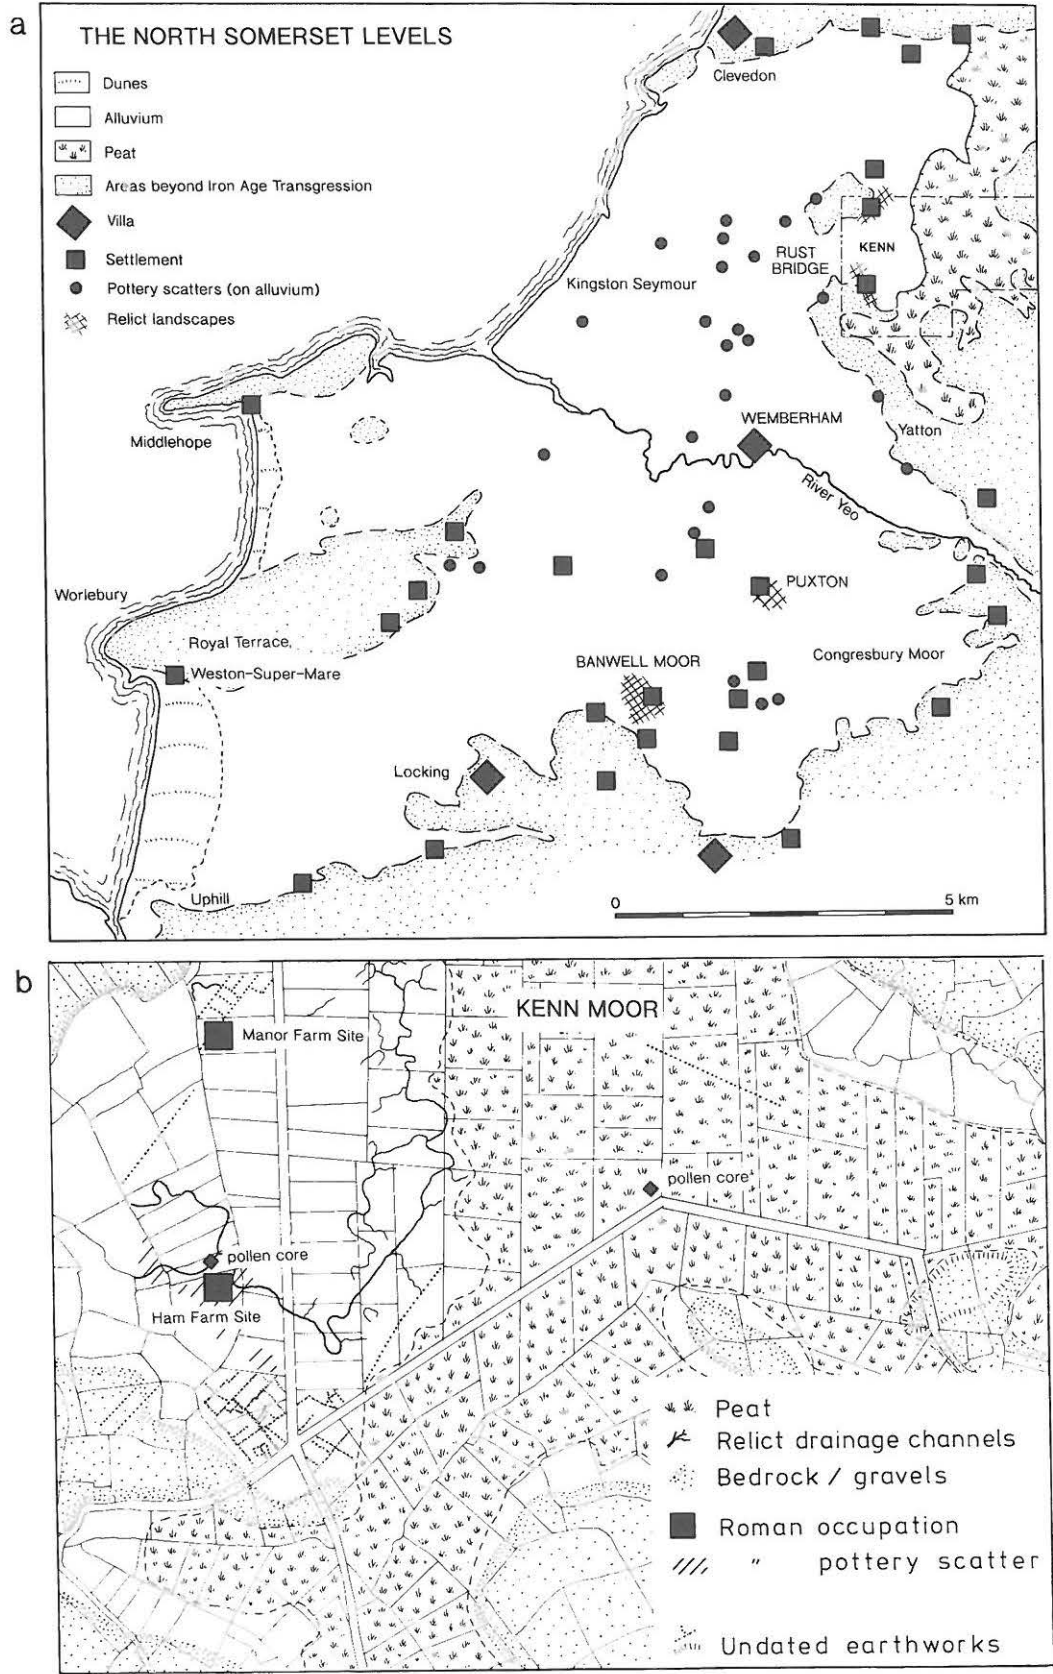 a
THE NORTH SOMERSET LEVELS
Dunes
Alluvium
Peat
Areas beyond Iron Age Transgression
Villa
Settlement
Pottery scatters (on alluvium)
Relict landscapes
Clevedon
KENN
RUST
BRIDGE
Kingston Seymour
Middlehope
WEMBERHAM
Yatton
River Yeo
Worlebury
PUXTON
Royal Terrace,
Weston-Super-Mare
BANWELL MOOR
Congresbury Moor
Locking
Uphill
0 5 km
b
KENN MOOR
Manor Farm Site
pollen core
pollen core
Ham Farm Site
Peat
Relict drainage channels
Bedrock / gravels
Roman occupation
" pottery scatter
Undated earthworks